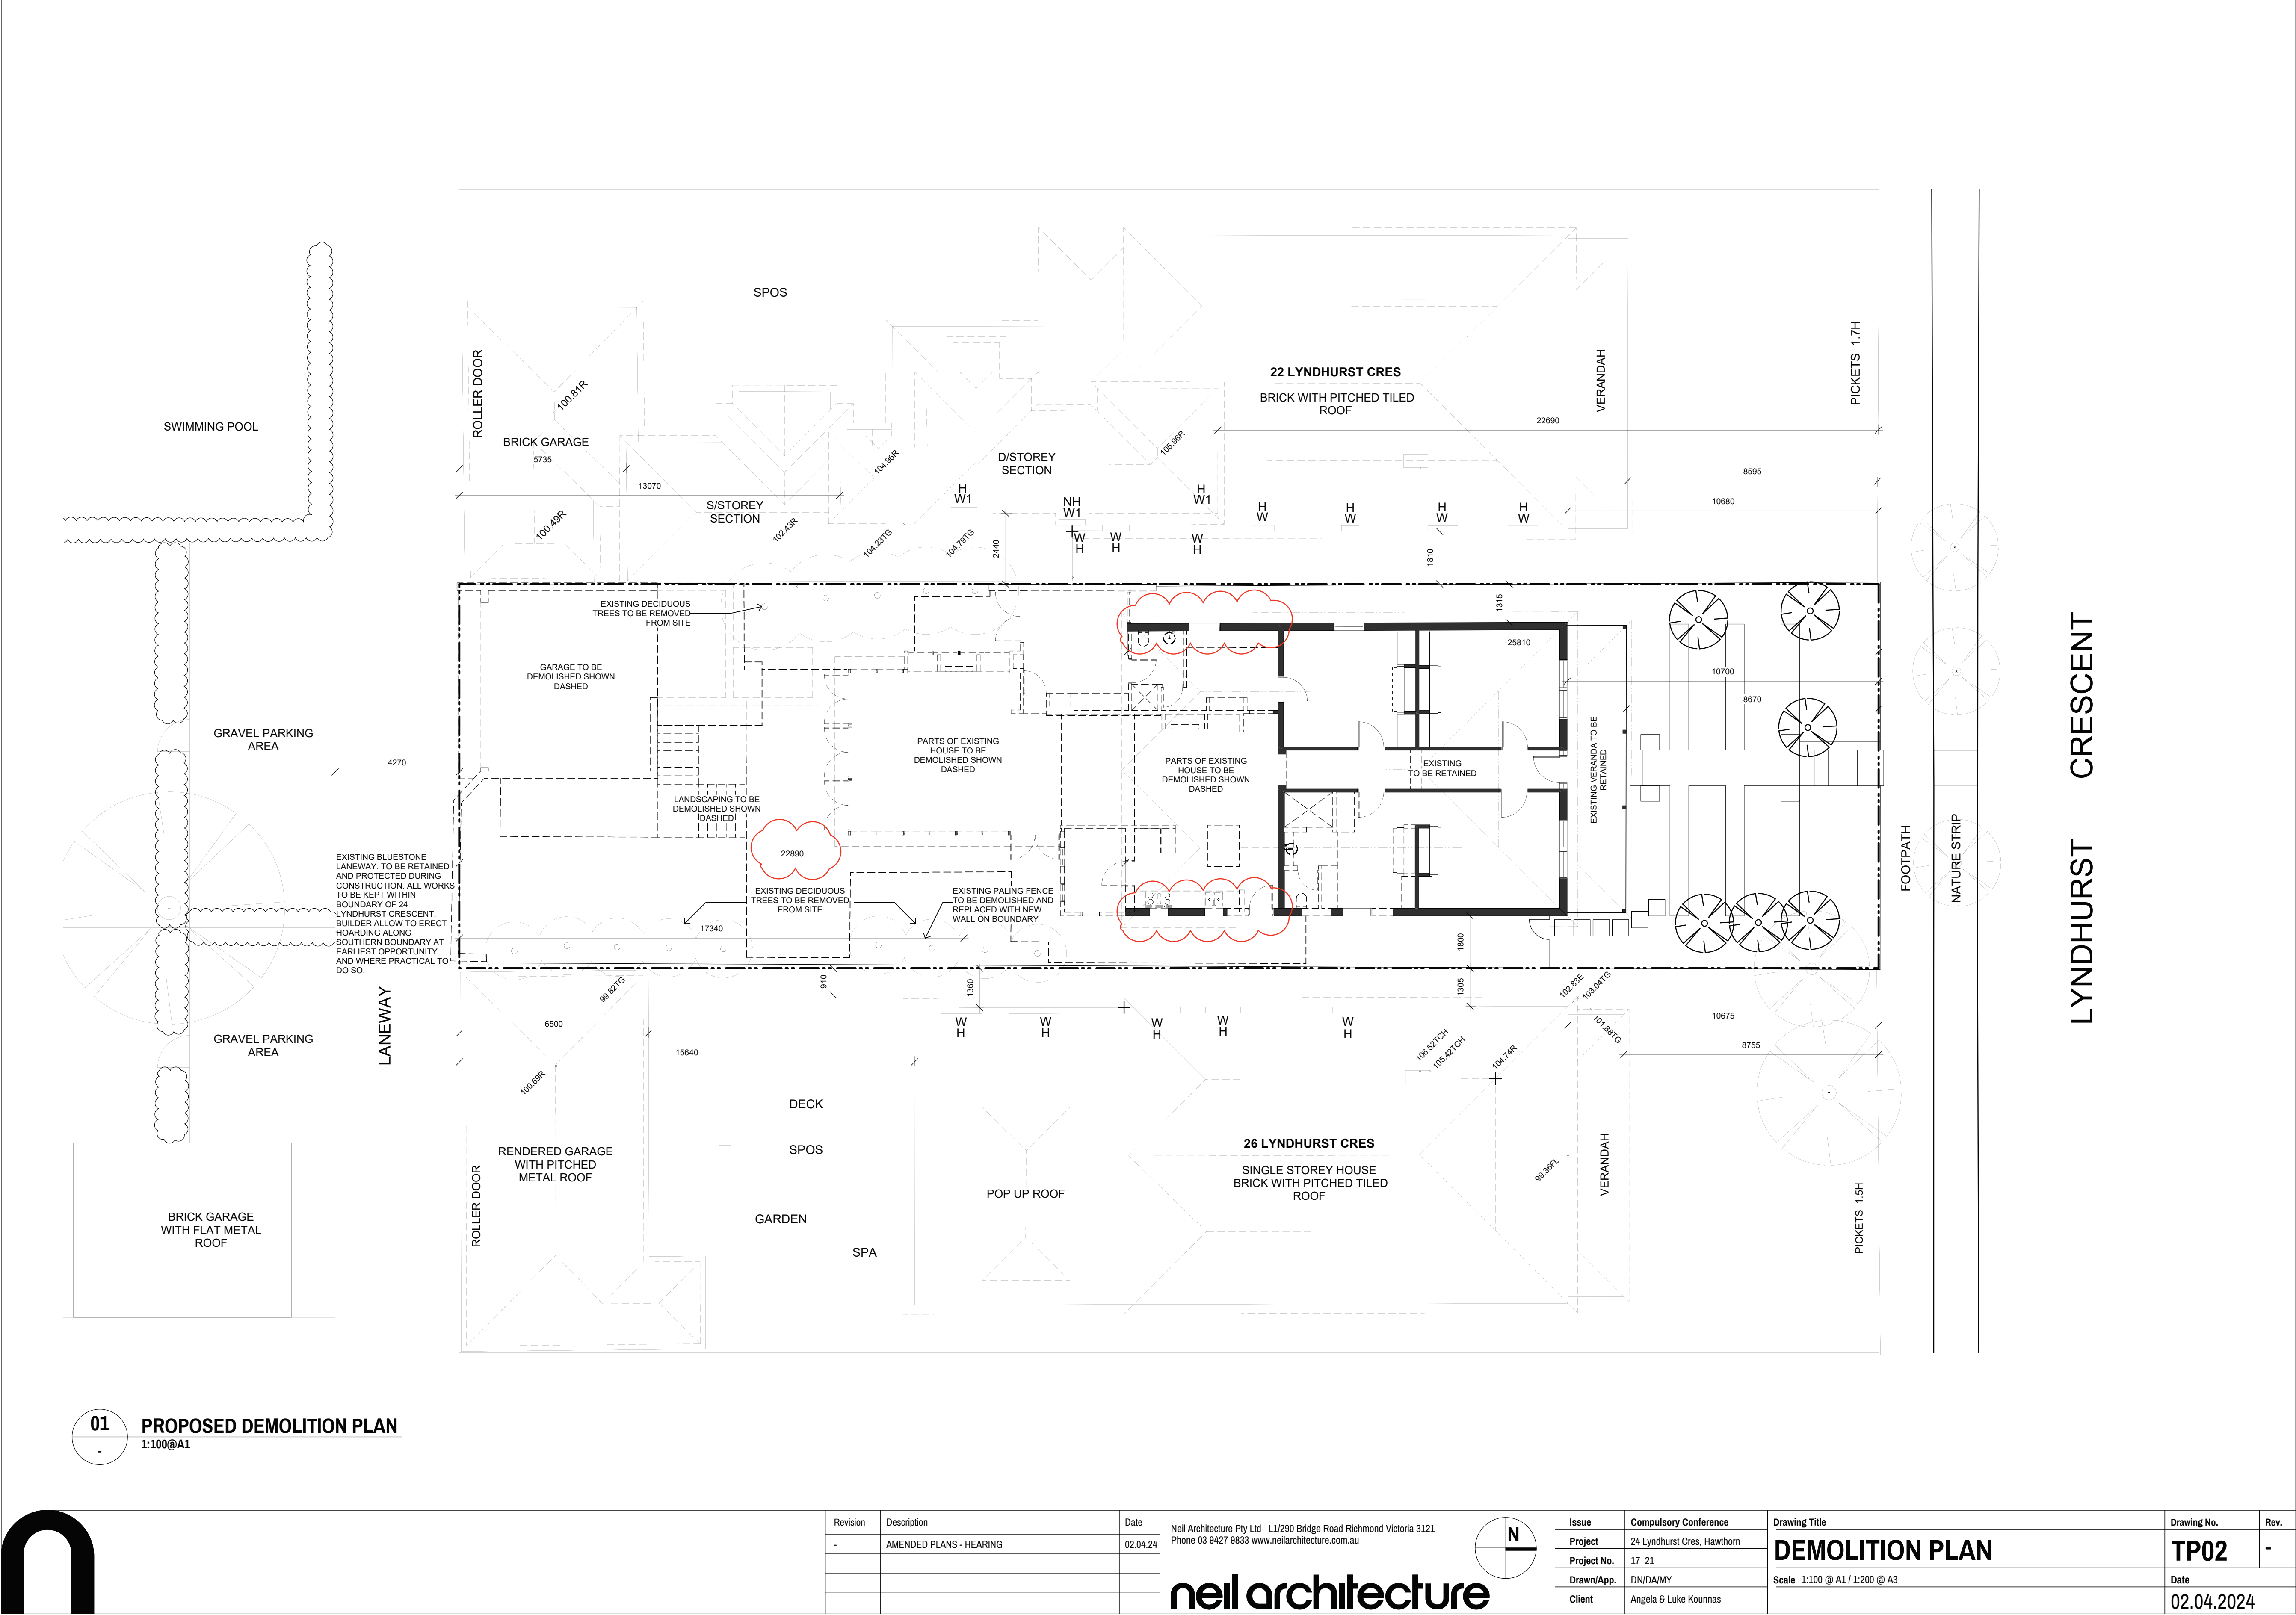 SPOS
ROLLER DOOR
100.81R
BRICK GARAGE
5735
13070
100.49R
S/STOREY
SECTION
102.43R
104.96R
104.23TG
104.79TG
D/STOREY
SECTION
105.96R
22 LYNDHURST CRES
BRICK WITH PITCHED TILED
ROOF
VERANDAH
PICKETS 1.7H
22690
8595
10680
H
W1
NH
W1
H
W1
H
W
H
W
H
W
H
W
W
H
W
H
W
H
2440
1810
1315
SWIMMING POOL
EXISTING DECIDUOUS
TREES TO BE REMOVED
FROM SITE
GARAGE TO BE
DEMOLISHED SHOWN
DASHED
25810
10700
8670
GRAVEL PARKING
AREA
4270
PARTS OF EXISTING
HOUSE TO BE
DEMOLISHED SHOWN
DASHED
PARTS OF EXISTING
HOUSE TO BE
DEMOLISHED SHOWN
DASHED
EXISTING
TO BE RETAINED
EXISTING VERANDA TO BE
RETAINED
LANDSCAPING TO BE
DEMOLISHED SHOWN
DASHED
22890
EXISTING BLUESTONE
LANEWAY. TO BE RETAINED
AND PROTECTED DURING
CONSTRUCTION. ALL WORKS
TO BE KEPT WITHIN
BOUNDARY OF 24
LYNDHURST CRESCENT.
BUILDER ALLOW TO ERECT
HOARDING ALONG
SOUTHERN BOUNDARY AT
EARLIEST OPPORTUNITY
AND WHERE PRACTICAL TO
DO SO.
EXISTING DECIDUOUS
TREES TO BE REMOVED
FROM SITE
EXISTING PALING FENCE
TO BE DEMOLISHED AND
REPLACED WITH NEW
WALL ON BOUNDARY
17340
FOOTPATH
NATURE STRIP
LYNDHURST CRESCENT
1800
910
1360
1305
99.82TG
102.83E
103.04TG
101.88TG
LANEWAY
GRAVEL PARKING
AREA
6500
15640
100.69R
W
H
W
H
W
H
W
H
W
H
106.52TCH
105.42TCH
104.74R
10675
8755
DECK
SPOS
GARDEN
SPA
POP UP ROOF
RENDERED GARAGE
WITH PITCHED
METAL ROOF
ROLLER DOOR
26 LYNDHURST CRES
SINGLE STOREY HOUSE
BRICK WITH PITCHED TILED
ROOF
99.36FL
VERANDAH
PICKETS 1.5H
BRICK GARAGE
WITH FLAT METAL
ROOF
01
-
PROPOSED DEMOLITION PLAN
1:100@A1
Revision Description Date
- AMENDED PLANS - HEARING 02.04.24
Neil Architecture Pty Ltd L1/290 Bridge Road Richmond Victoria 3121
Phone 03 9427 9833 www.neilarchitecture.com.au
neil architecture
N
Issue Compulsory Conference
Project 24 Lyndhurst Cres, Hawthorn
Project No. 17_21
Drawn/App. DN/DA/MY
Client Angela & Luke Kounnas
Drawing Title
DEMOLITION PLAN
Scale 1:100 @ A1 / 1:200 @ A3
Drawing No.
TP02
Rev.
-
Date
02.04.2024